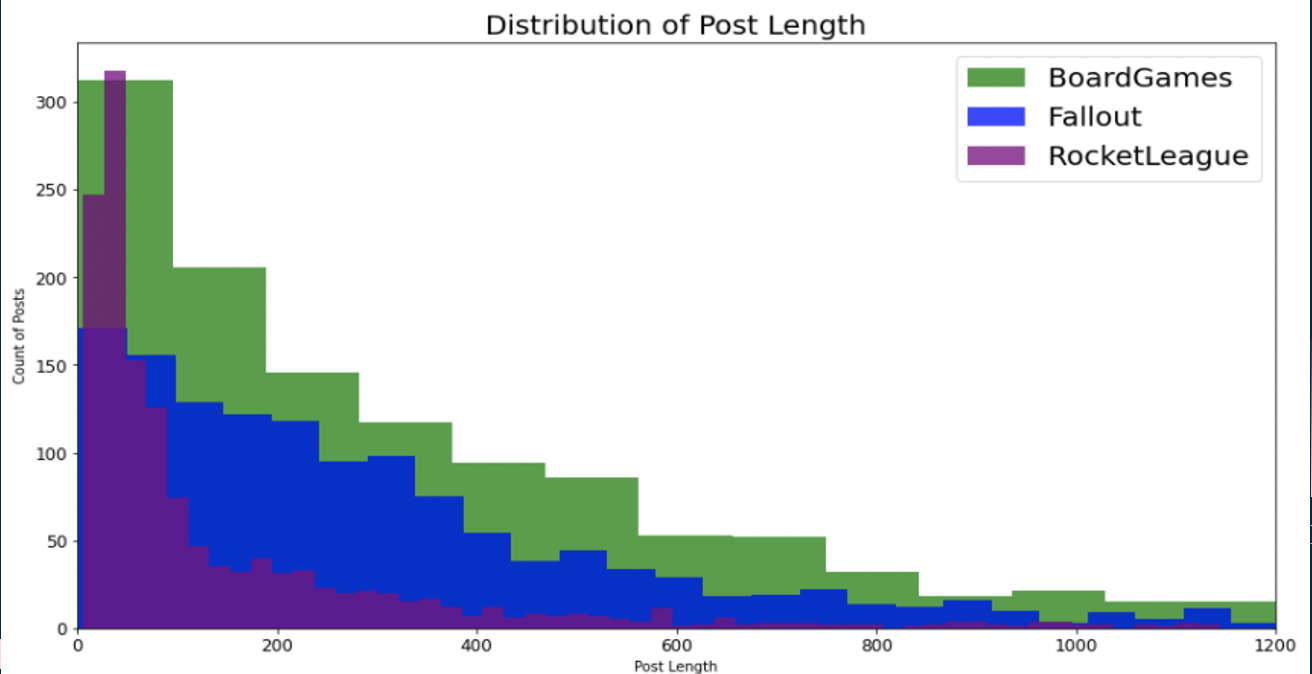 Distribution of Post Length
BoardGames
Fallout
RocketLeague
Count of Posts
300
250
200
150
100
50
0
0 200 400 600 800 1000 1200
Post Length